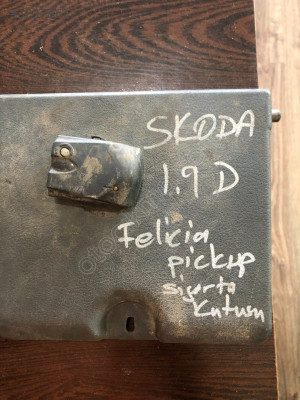 SKODA
1.9 D
Felicia
pickup
sigorta
Kutusu